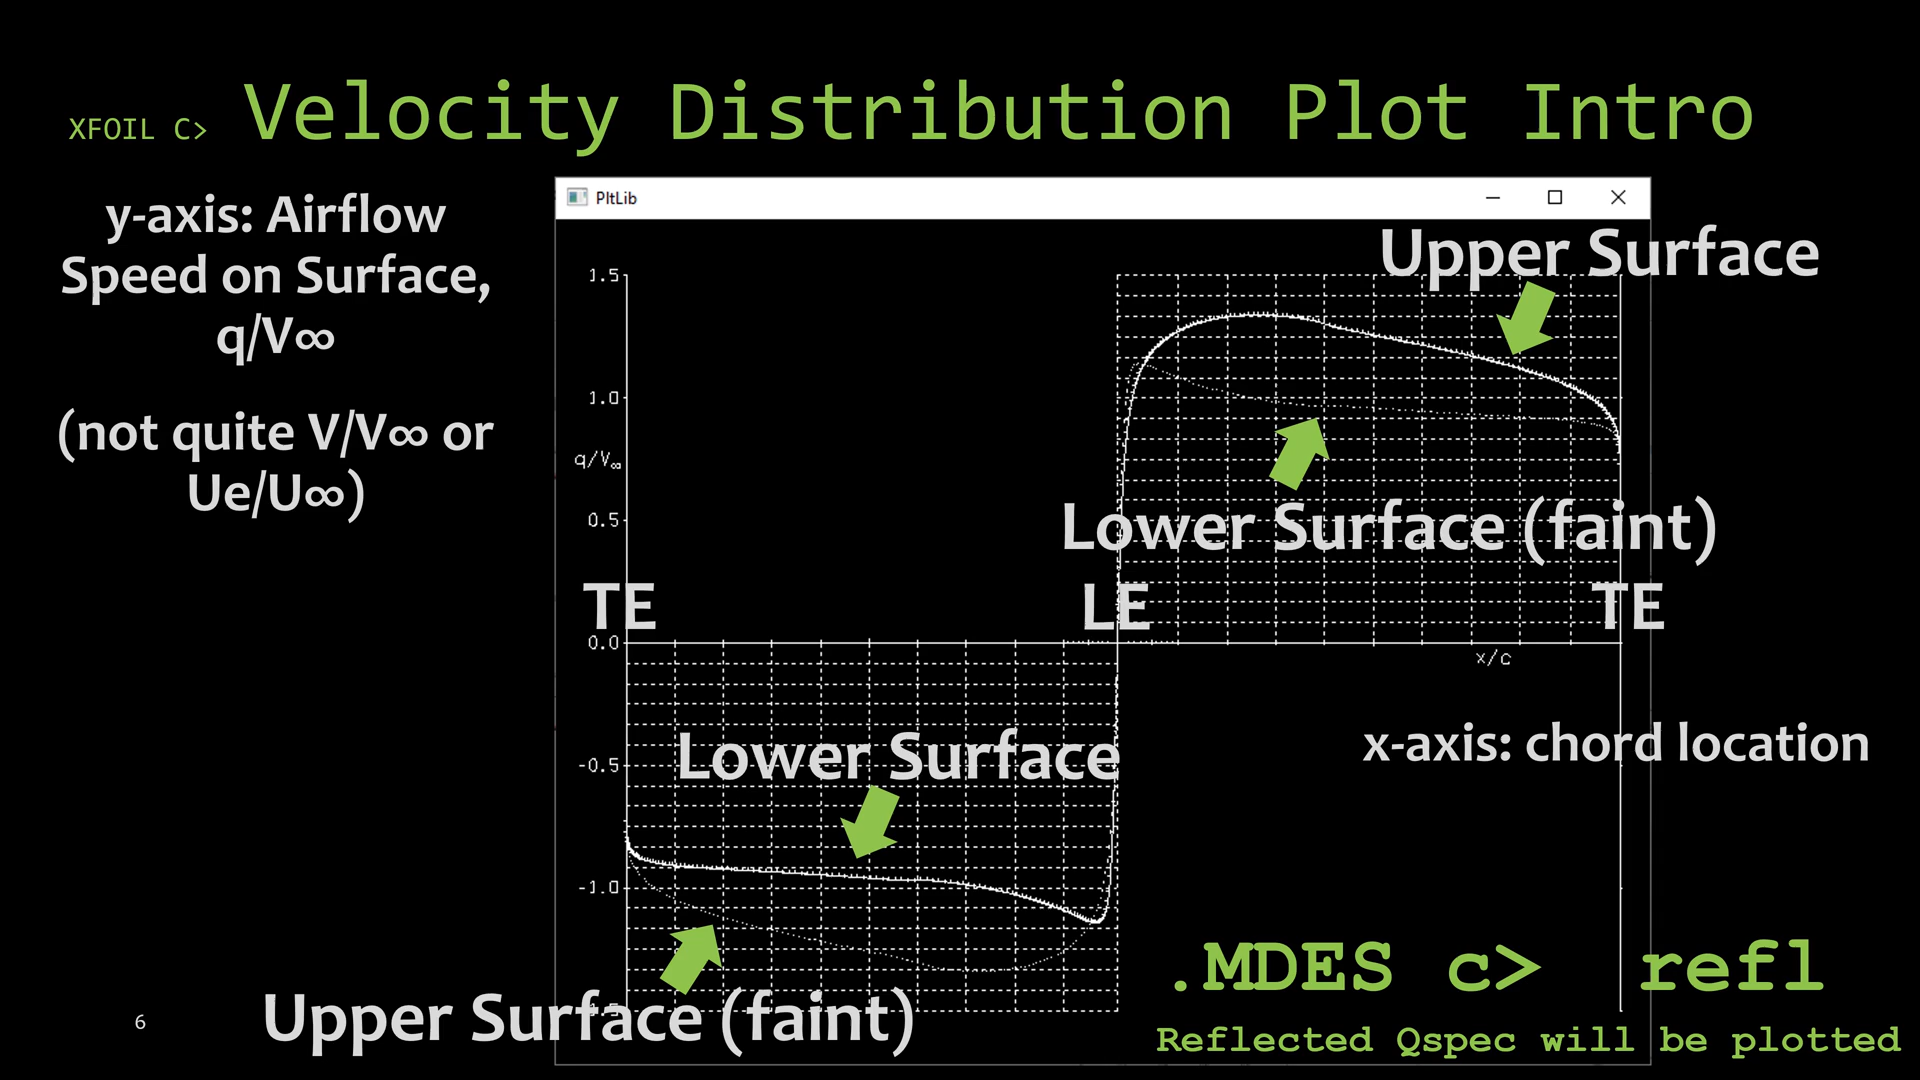 XFOIL C> Velocity Distribution Plot Intro
y-axis: Airflow
Speed on Surface,
q/V∞
(not quite V/V∞ or
Ue/U∞)
PltLib
Upper Surface
1.5
1.0
q/V∞
0.5
Lower Surface (faint)
TE
LE
TE
0.0
x/c
x-axis: chord location
Lower Surface
-0.5
-1.0
.MDES c> refl
Upper Surface (faint)
Reflected Qspec will be plotted
6